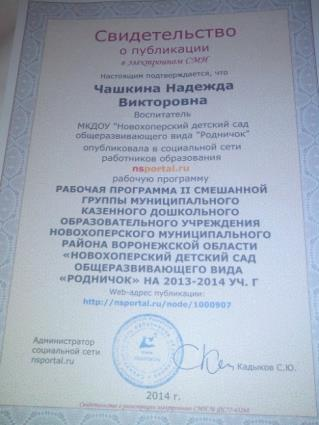 Свидетельство
о публикации
в электронном СМИ
Настоящим подтверждается, что
Чашкина Надежда
Викторовна
Воспитатель
МКДОУ "Новохоперский детский сад
общеразвивающего вида "Родничок"
опубликовала в социальной сети
работников образования
nsportal.ru
рабочую программу
РАБОЧАЯ ПРОГРАММА II СМЕШАННОЙ
ГРУППЫ МУНИЦИПАЛЬНОГО
КАЗЕННОГО ДОШКОЛЬНОГО
ОБРАЗОВАТЕЛЬНОГО УЧРЕЖДЕНИЯ
НОВОХОПЕРСКОГО МУНИЦИПАЛЬНОГО
РАЙОНА ВОРОНЕЖСКОЙ ОБЛАСТИ
«НОВОХОПЕРСКИЙ ДЕТСКИЙ САД
ОБЩЕРАЗВИВАЮЩЕГО ВИДА
«РОДНИЧОК» НА 2013-2014 УЧ. Г
Web-адрес публикации:
http://nsportal.ru/node/1000907
Администратор
социальной сети
nsportal.ru
Кадыков С.Ю.
2014 г.
Свидетельство о регистрации электронного СМИ